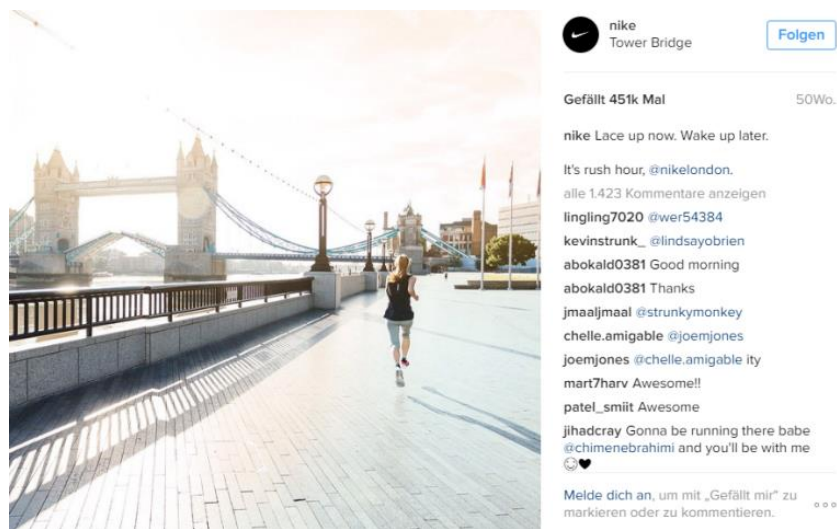 nike
Tower Bridge
Folgen
Gefällt 451k Mal
50Wo.
nike Lace up now. Wake up later.
It's rush hour, @nikelondon.
alle 1.423 Kommentare anzeigen
lingling7020 @wer54384
kevinstrunk_ @lindsayobrien
abokald0381 Good morning
abokald0381 Thanks
jmaaljmaal @strunkymonkey
chelle.amigable @joemjones
joemjones @chelle.amigable ity
mart7harv Awesome!!
patel_smiit Awesome
jihadcray Gonna be running there babe
@chimenebrahimi and you'll be with me
☺🖤
Melde dich an, um mit „Gefällt mir“ zu
markieren oder zu kommentieren.